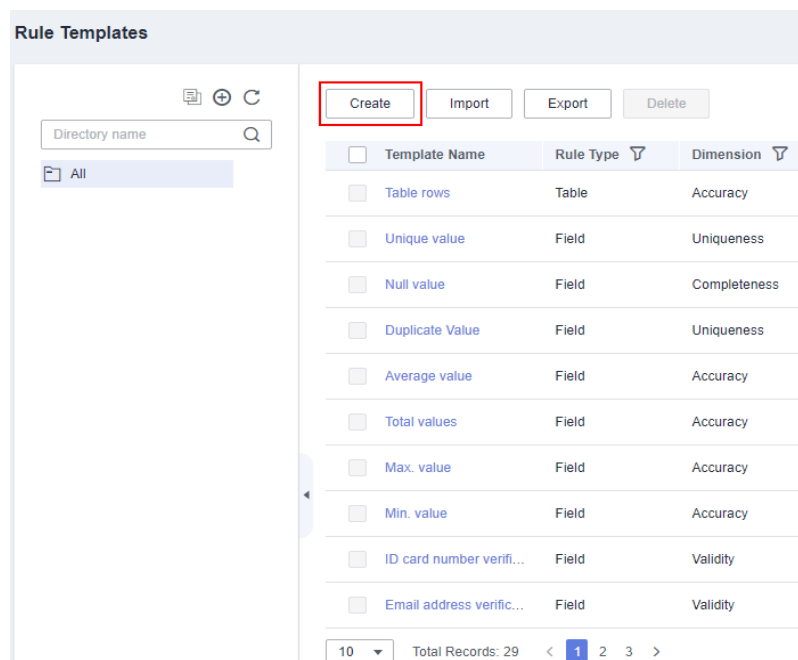 Rule Templates
Directory name
All
Create Import Export Delete
Template Name Rule Type Dimension
Table rows Table Accuracy
Unique value Field Uniqueness
Null value Field Completeness
Duplicate Value Field Uniqueness
Average value Field Accuracy
Total values Field Accuracy
Max. value Field Accuracy
Min. value Field Accuracy
ID card number verifi... Field Validity
Email address verific... Field Validity
10 Total Records: 29 < 1 2 3 >